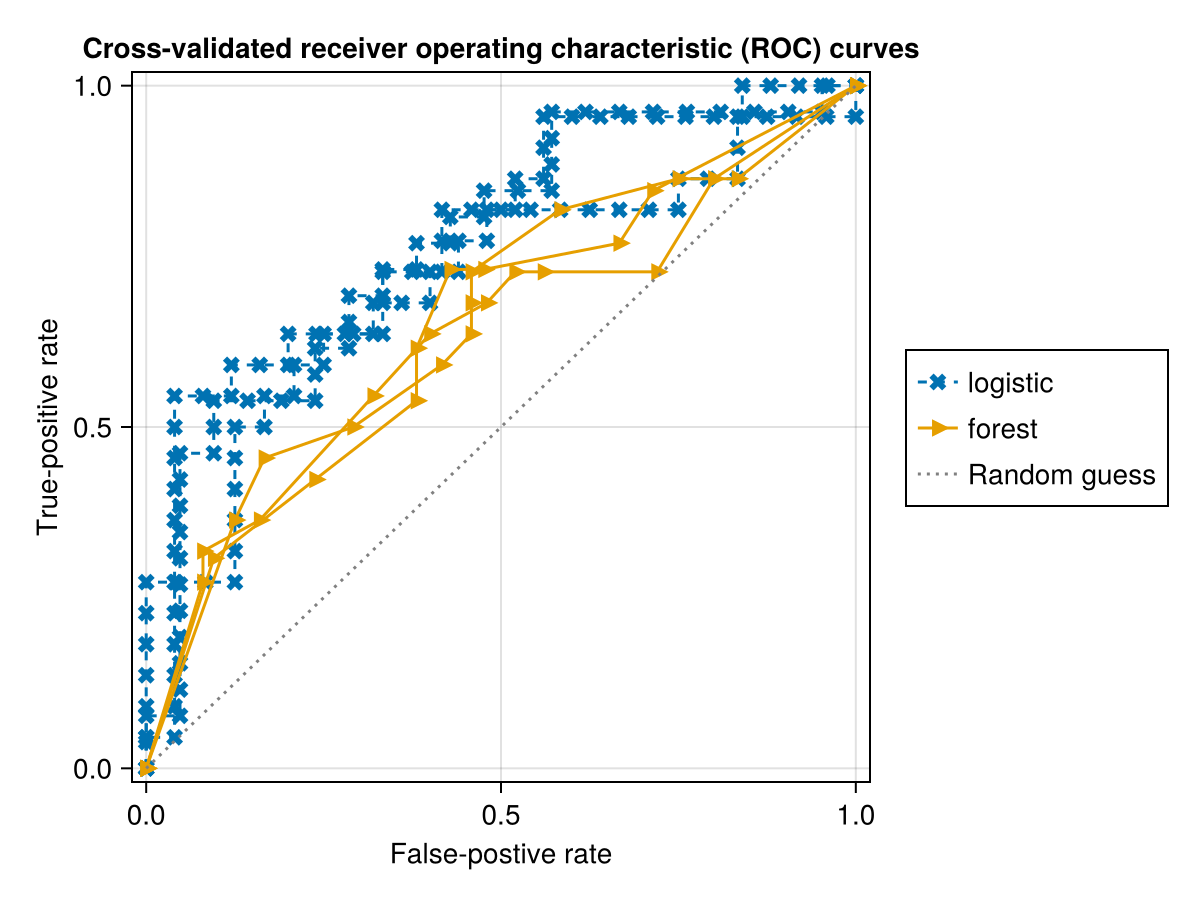 Cross-validated receiver operating characteristic (ROC) curves
1.0
0.5
0.0
True-positive rate
0.0
0.5
1.0
False-postive rate
logistic
forest
Random guess